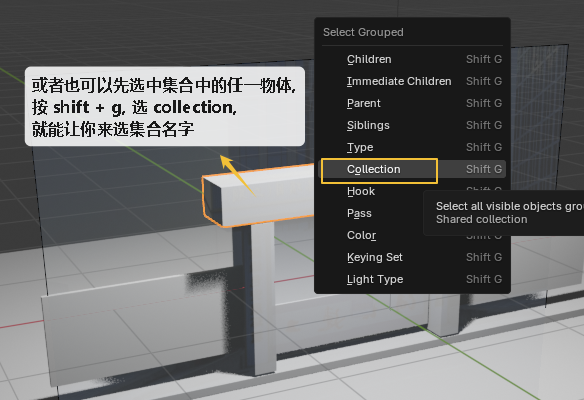 Select Grouped
或者也可以先选中集合中的任一物体,
按 shift + g, 选 collection,
就能让你来选集合名字
Children Shift G
Immediate Children Shift G
Parent Shift G
Siblings Shift G
Type Shift G
Collection Shift G
Hook Shift G
Pass
Select all visible objects gro
Shared collection
Color Shift G
Keying Set Shift G
Light Type Shift G